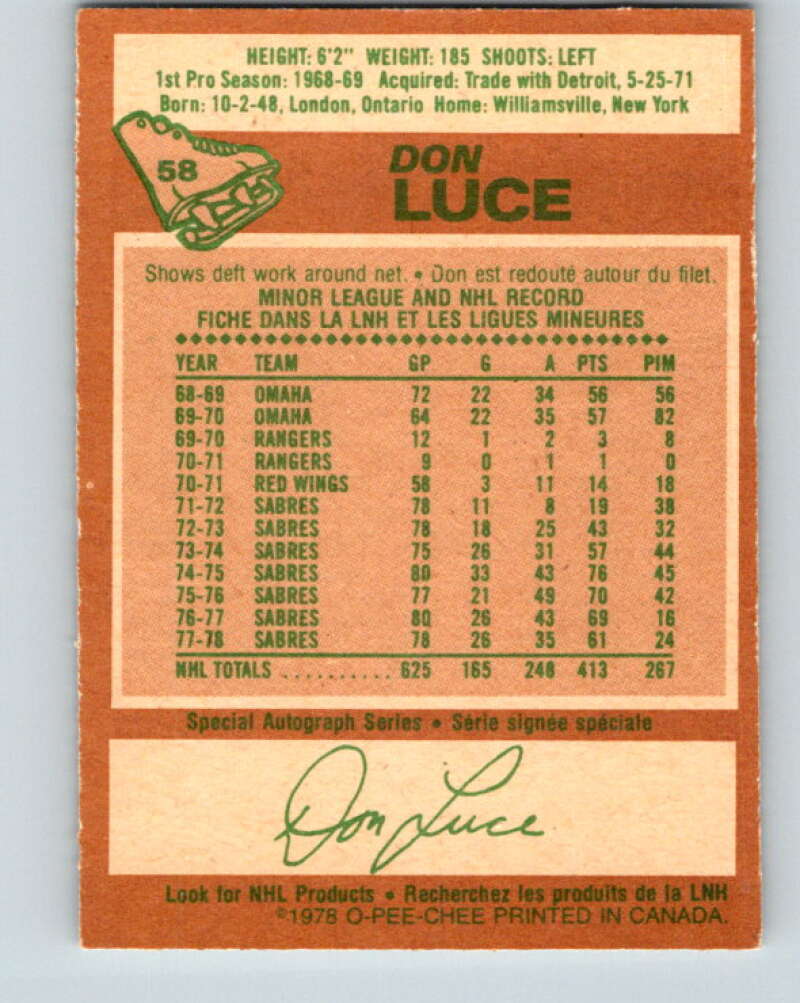 HEIGHT: 6'2" WEIGHT: 185 SHOOTS: LEFT
1st Pro Season: 1968-69 Acquired: Trade with Detroit, 5-25-71
Born: 10-2-48, London, Ontario Home: Williamsville, New York
58
DON
LUCE
Shows deft work around net. • Don est redouté autour du filet.
MINOR LEAGUE AND NHL RECORD
FICHE DANS LA LNH ET LES LIGUES MINEURES
YEAR TEAM GP G A PTS PIM
68-69 OMAHA 72 22 34 56 56
69-70 OMAHA 64 22 35 57 82
69-70 RANGERS 12 1 2 3 8
70-71 RANGERS 9 0 1 1 0
70-71 RED WINGS 58 3 11 14 18
71-72 SABRES 78 11 8 19 38
72-73 SABRES 78 18 25 43 32
73-74 SABRES 75 26 31 57 44
74-75 SABRES 80 33 43 76 45
75-76 SABRES 77 21 49 70 42
76-77 SABRES 80 26 43 69 16
77-78 SABRES 78 26 35 61 24
NHL TOTALS .......... 625 165 248 413 267
Special Autograph Series • Série signée spéciale
Don Luce
Look for NHL Products • Recherchez les produits de la LNH
©1978 O-PEE-CHEE PRINTED IN CANADA.